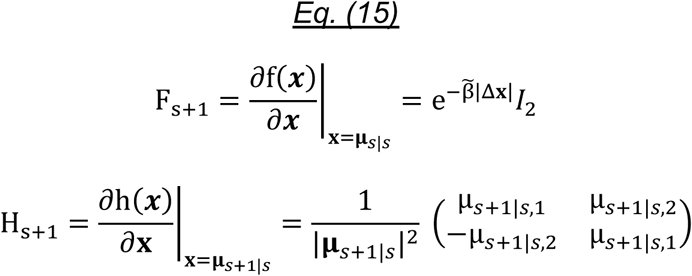 Eq. (15)
F_{s+1} = ∂f(x)/∂x |_{x=μ_{s|s}} = e^{−β̃|Δx|} I_2
H_{s+1} = ∂h(x)/∂x |_{x=μ_{s+1|s}} = 1/|μ_{s+1|s}|^2 ( μ_{s+1|s,1} μ_{s+1|s,2} ; −μ_{s+1|s,2} μ_{s+1|s,1} )